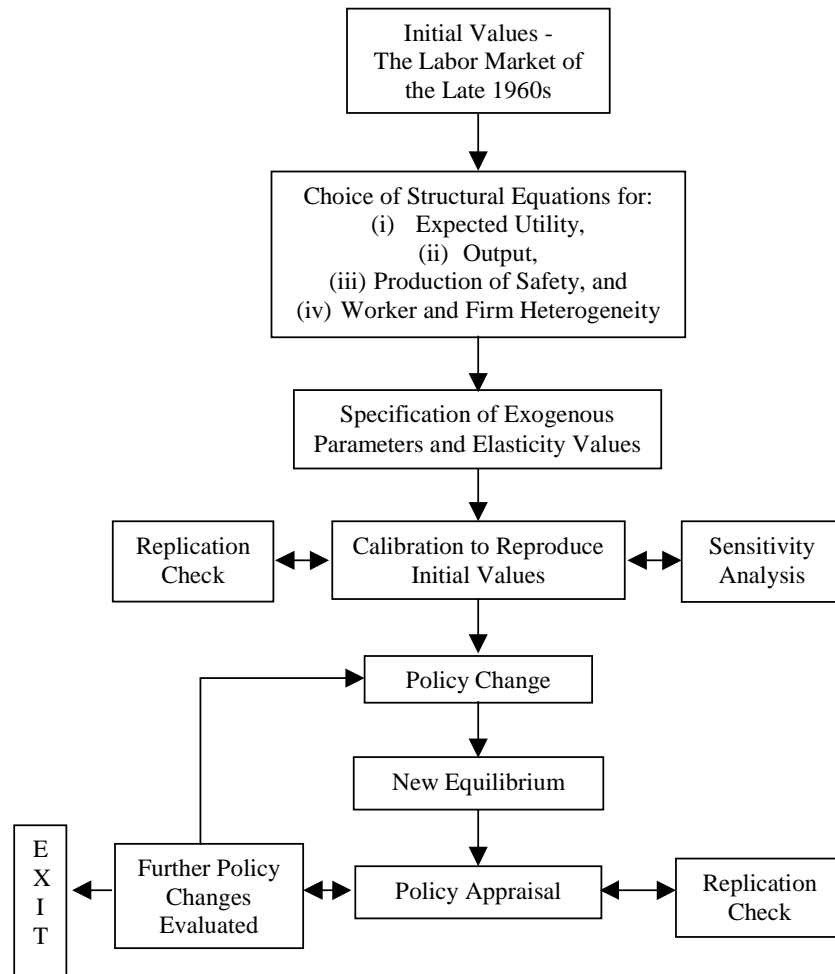 Initial Values -
The Labor Market of
the Late 1960s
Choice of Structural Equations for:
(i) Expected Utility,
(ii) Output,
(iii) Production of Safety, and
(iv) Worker and Firm Heterogeneity
Specification of Exogenous
Parameters and Elasticity Values
Replication
Check
Calibration to Reproduce
Initial Values
Sensitivity
Analysis
Policy Change
New Equilibrium
E
X
I
T
Further Policy
Changes
Evaluated
Policy Appraisal
Replication
Check